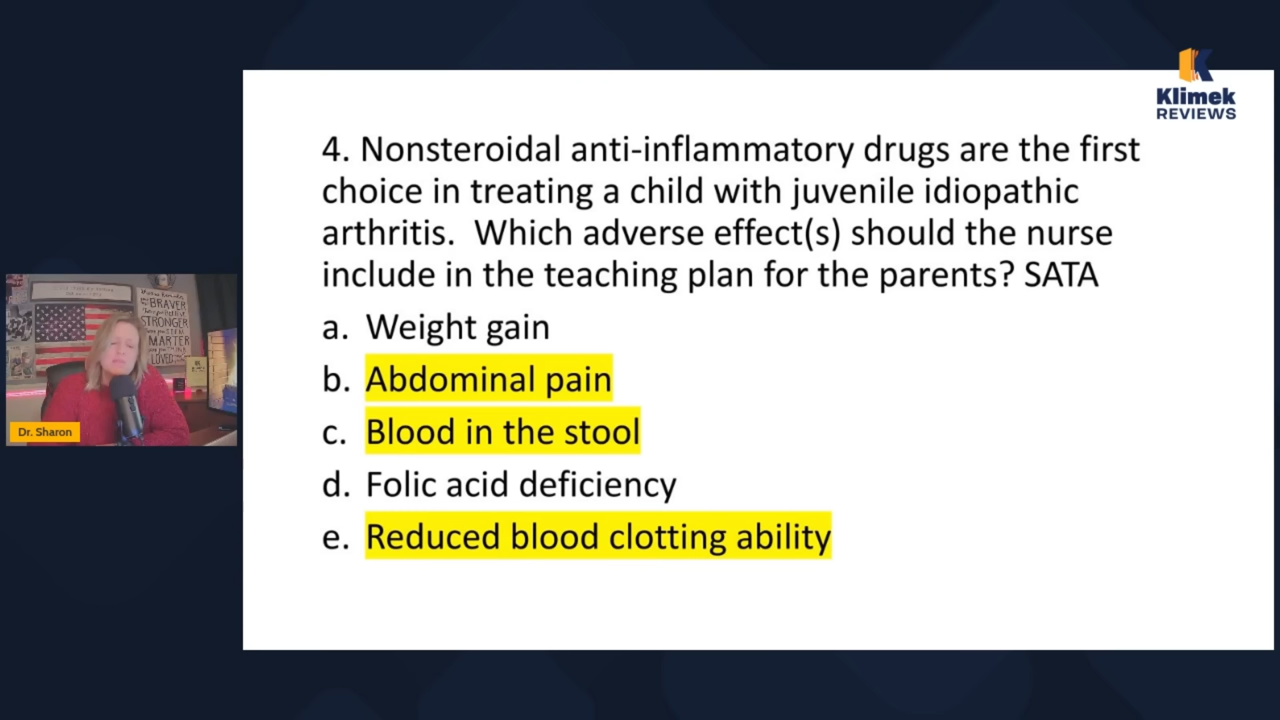 Klimek
REVIEWS
4. Nonsteroidal anti-inflammatory drugs are the first
choice in treating a child with juvenile idiopathic
arthritis. Which adverse effect(s) should the nurse
include in the teaching plan for the parents? SATA
a. Weight gain
b. Abdominal pain
c. Blood in the stool
d. Folic acid deficiency
e. Reduced blood clotting ability
BRAVER
STRONGER
LOVED
Dr. Sharon